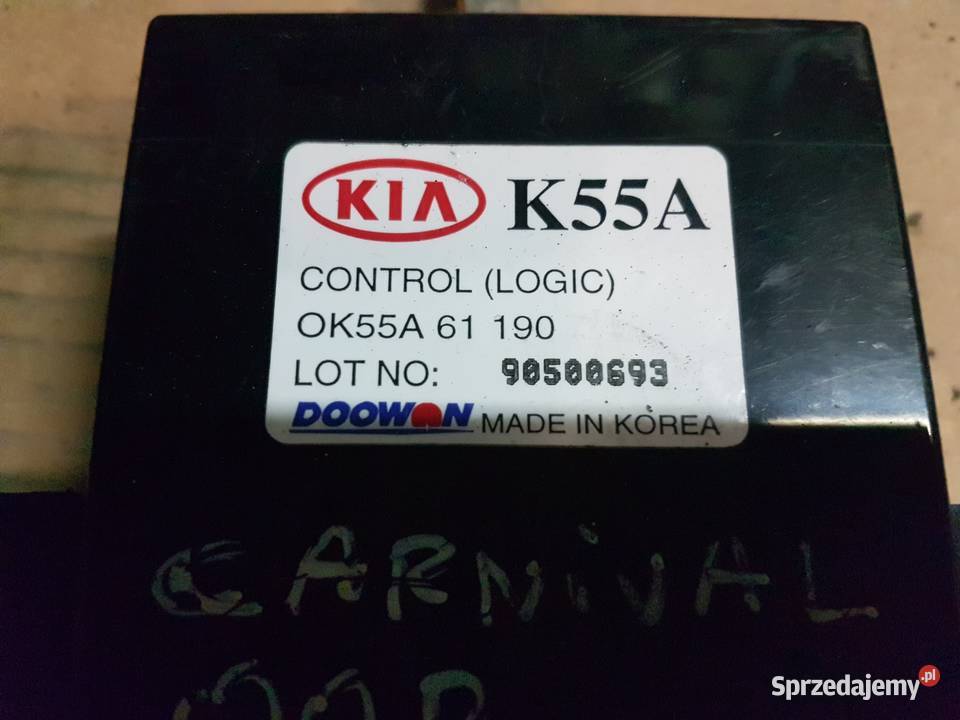 KIA K55A
CONTROL (LOGIC)
OK55A 61 190
LOT NO: 90500693
DOOWON MADE IN KOREA
CARNiVAL
Sprzedajemy.pl